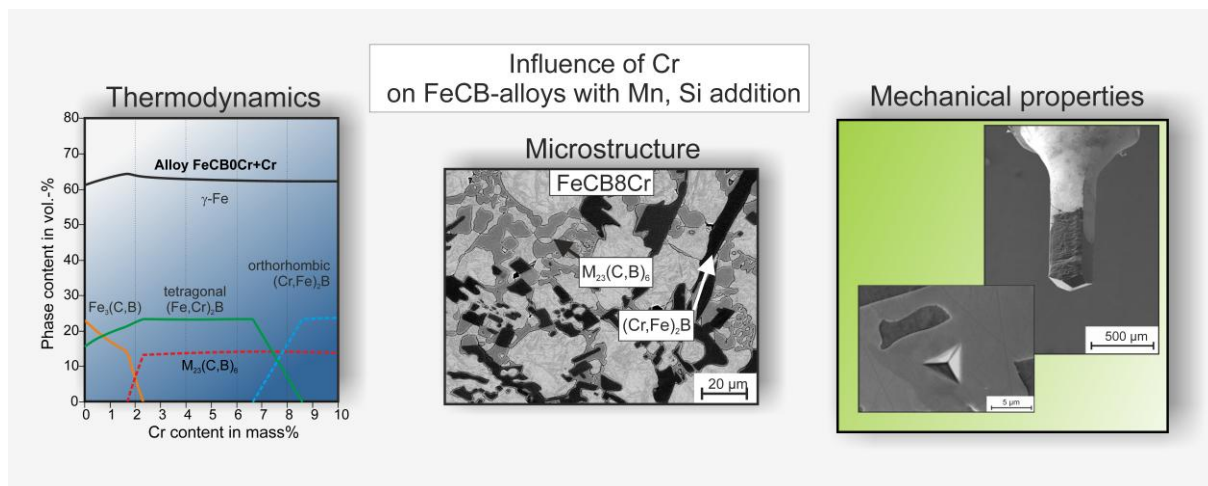 Influence of Cr
on FeCB-alloys with Mn, Si addition
Thermodynamics
80
70
60
50
40
30
20
10
0
Phase content in vol.-%
Alloy FeCB0Cr+Cr
γ-Fe
orthorhombic
(Cr,Fe)₂B
tetragonal
(Fe,Cr)₂B
Fe₃(C,B)
M₂₃(C,B)₆
0 1 2 3 4 5 6 7 8 9 10
Cr content in mass%
Microstructure
FeCB8Cr
M₂₃(C,B)₆
(Cr,Fe)₂B
20 µm
Mechanical properties
500 µm
5 µm